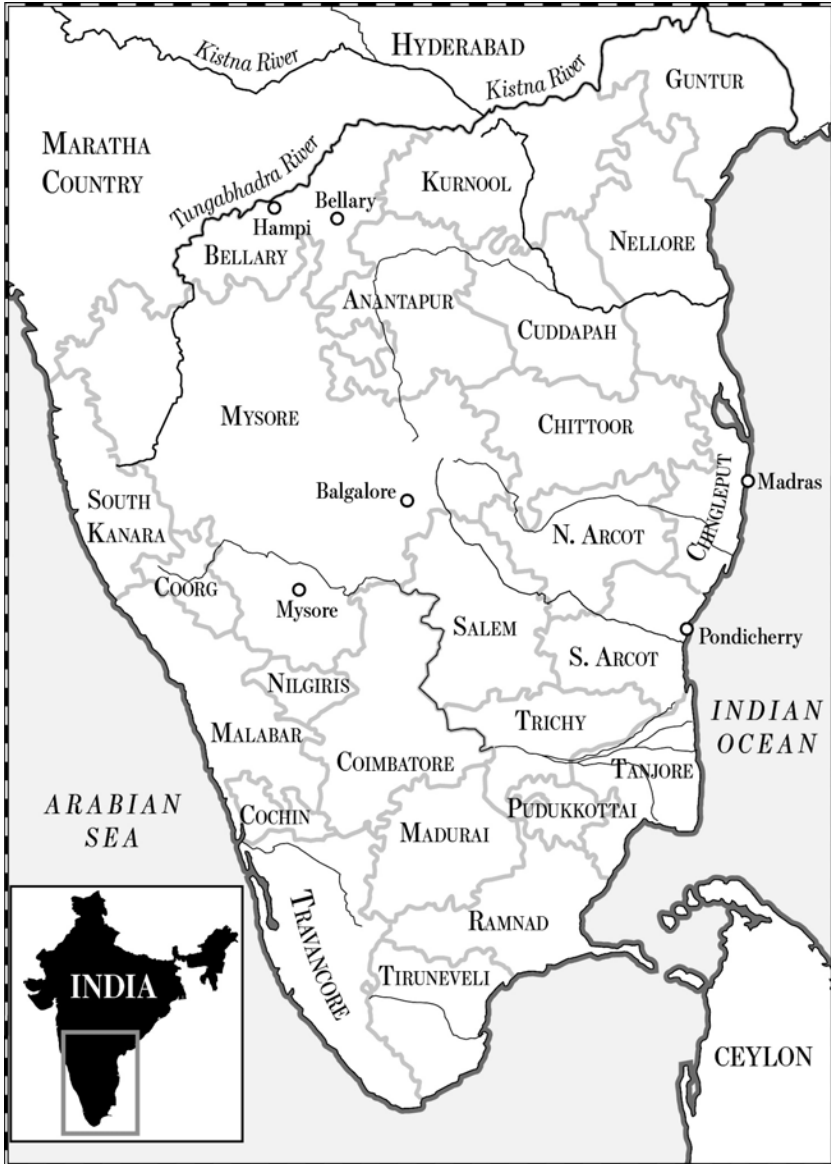 HYDERABAD
Kistna River
Kistna River
GUNTUR
MARATHA
COUNTRY
Tungabhadra River
KURNOOL
Bellary
Hampi
BELLARY
NELLORE
ANANTAPUR
CUDDAPAH
MYSORE
CHITTOOR
CHINGLEPUT
Madras
Balgalore
SOUTH
KANARA
N. ARCOT
COORG
Mysore
SALEM
Pondicherry
S. ARCOT
NILGIRIS
TRICHY
INDIAN
OCEAN
MALABAR
COIMBATORE
TANJORE
ARABIAN
SEA
COCHIN
PUDUKKOTTAI
MADURAI
TRAVANCORE
RAMNAD
TIRUNEVELI
INDIA
CEYLON